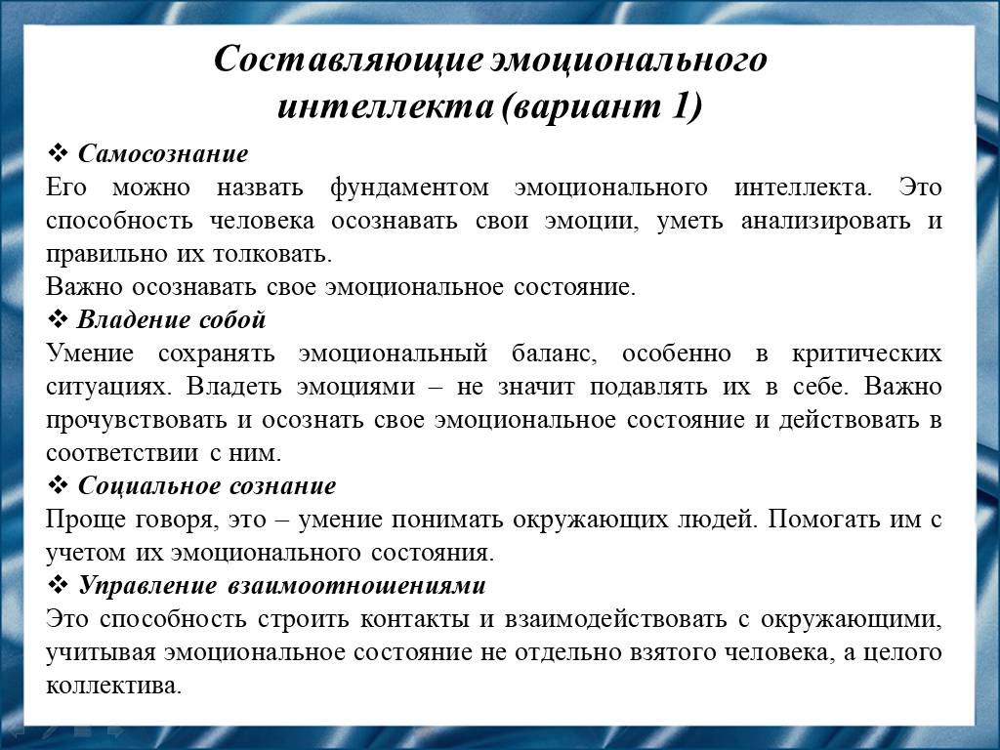 Составляющие эмоционального
интеллекта (вариант 1)
❖ Самосознание
Его можно назвать фундаментом эмоционального интеллекта. Это
способность человека осознавать свои эмоции, уметь анализировать и
правильно их толковать.
Важно осознавать свое эмоциональное состояние.
❖ Владение собой
Умение сохранять эмоциональный баланс, особенно в критических
ситуациях. Владеть эмоциями – не значит подавлять их в себе. Важно
прочувствовать и осознать свое эмоциональное состояние и действовать в
соответствии с ним.
❖ Социальное сознание
Проще говоря, это – умение понимать окружающих людей. Помогать им с
учетом их эмоционального состояния.
❖ Управление взаимоотношениями
Это способность строить контакты и взаимодействовать с окружающими,
учитывая эмоциональное состояние не отдельно взятого человека, а целого
коллектива.